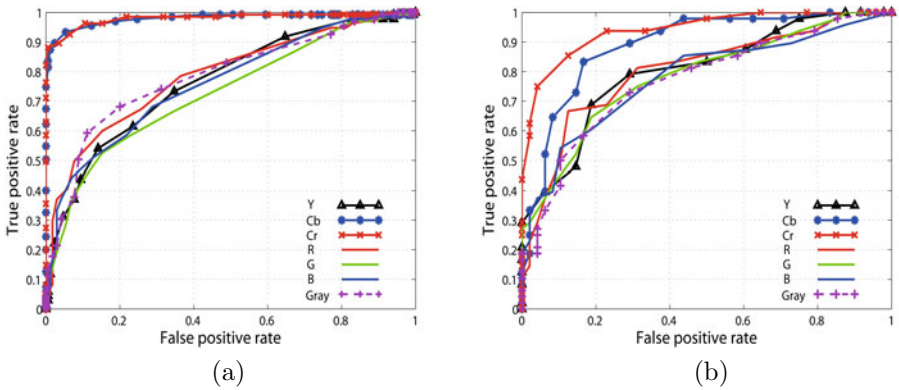 True positive rate
1
0.9
0.8
0.7
0.6
0.5
0.4
0.3
0.2
0.1
0
Y
Cb
Cr
R
G
B
Gray
0 0.2 0.4 0.6 0.8 1
False positive rate
(a)
True positive rate
1
0.9
0.8
0.7
0.6
0.5
0.4
0.3
0.2
0.1
0
Y
Cb
Cr
R
G
B
Gray
0 0.2 0.4 0.6 0.8 1
False positive rate
(b)